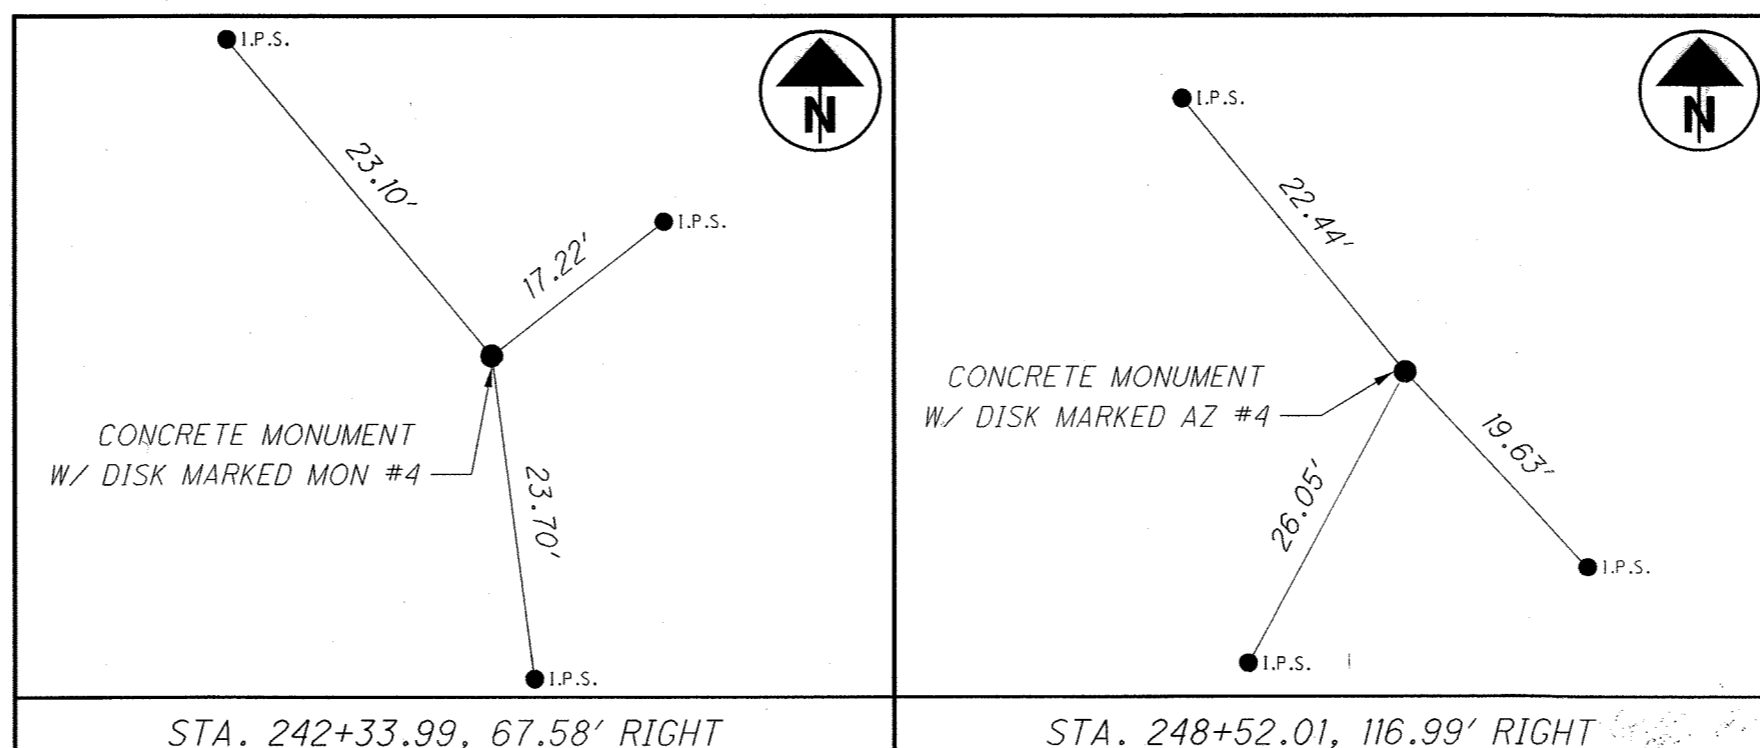 I.P.S.
N
23.10'
I.P.S.
17.22'
CONCRETE MONUMENT
W/ DISK MARKED MON #4
23.70'
I.P.S.
STA. 242+33.99, 67.58' RIGHT
I.P.S.
N
22.44'
CONCRETE MONUMENT
W/ DISK MARKED AZ #4
19.63'
26.05'
I.P.S.
I.P.S.
STA. 248+52.01, 116.99' RIGHT